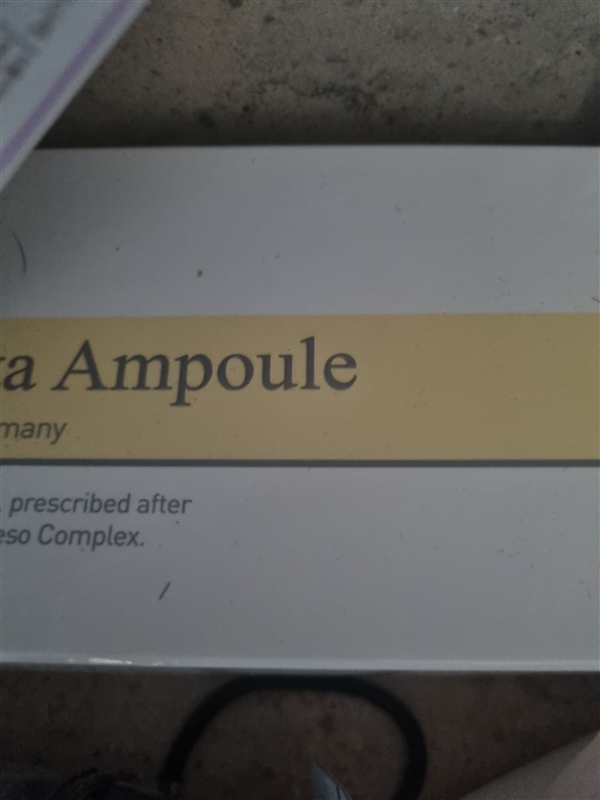 a Ampoule
many
, prescribed after
eso Complex.